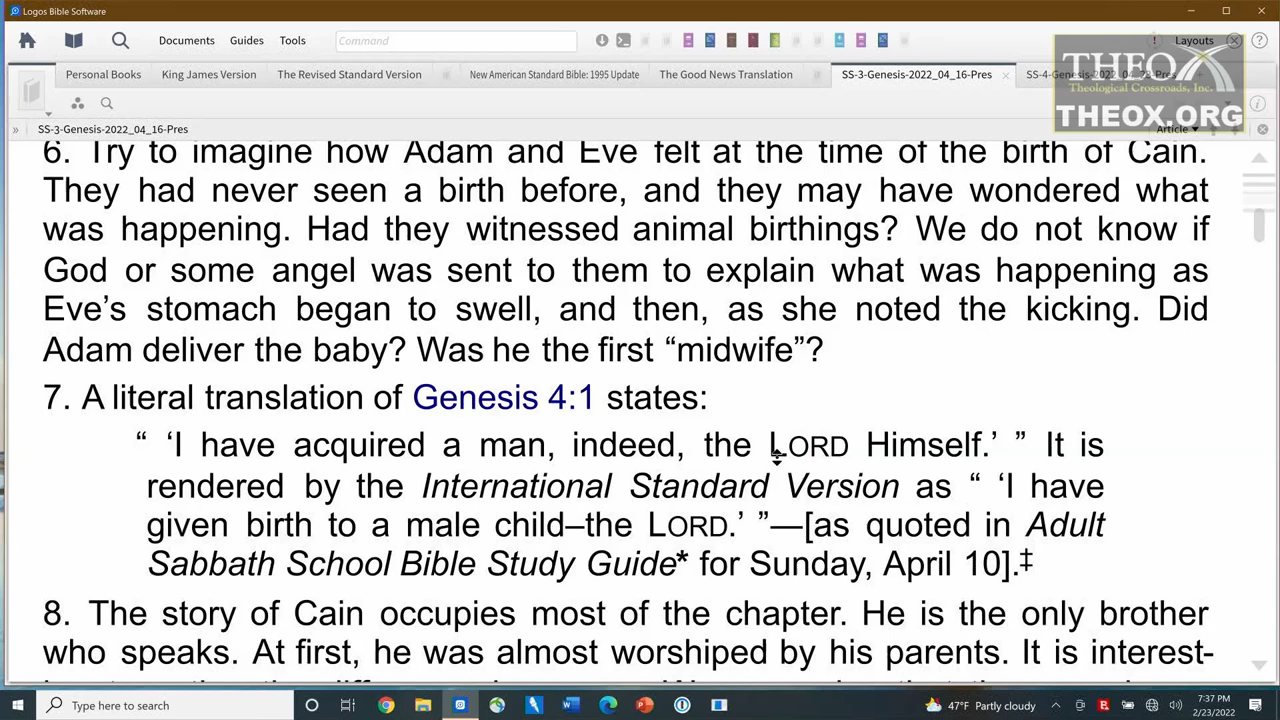 Logos Bible Software
Documents Guides Tools Command Layouts
THEOX
Theological Crossroads, Inc.
THEOX.ORG
Personal Books King James Version The Revised Standard Version New American Standard Bible: 1995 Update The Good News Translation SS-3-Genesis-2022_04_16-Pres
SS-3-Genesis-2022_04_16-Pres Article
6. Try to imagine how Adam and Eve felt at the time of the birth of Cain.
They had never seen a birth before, and they may have wondered what
was happening. Had they witnessed animal birthings? We do not know if
God or some angel was sent to them to explain what was happening as
Eve’s stomach began to swell, and then, as she noted the kicking. Did
Adam deliver the baby? Was he the first “midwife”?
7. A literal translation of Genesis 4:1 states:
“ ‘I have acquired a man, indeed, the LORD Himself.’ ” It is
rendered by the International Standard Version as “ ‘I have
given birth to a male child–the LORD.’ ”—[as quoted in Adult
Sabbath School Bible Study Guide* for Sunday, April 10].‡
8. The story of Cain occupies most of the chapter. He is the only brother
who speaks. At first, he was almost worshiped by his parents. It is interest-
Type here to search 47°F Partly cloudy 7:37 PM
2/23/2022